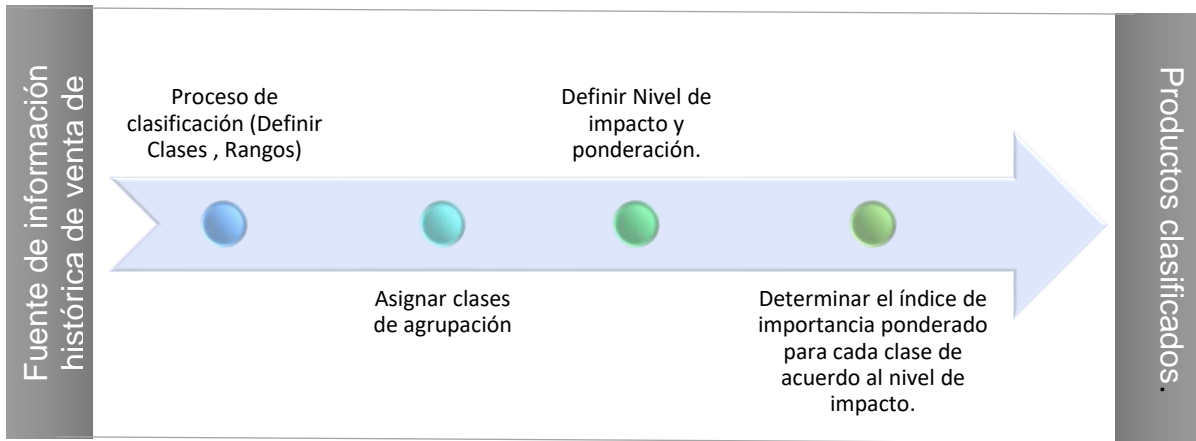 Fuente de información
histórica de venta de
Proceso de
clasificación (Definir
Clases , Rangos)
Asignar clases
de agrupación
Definir Nivel de
impacto y
ponderación.
Determinar el índice de
importancia ponderado
para cada clase de
acuerdo al nivel de
impacto.
Productos clasificados.